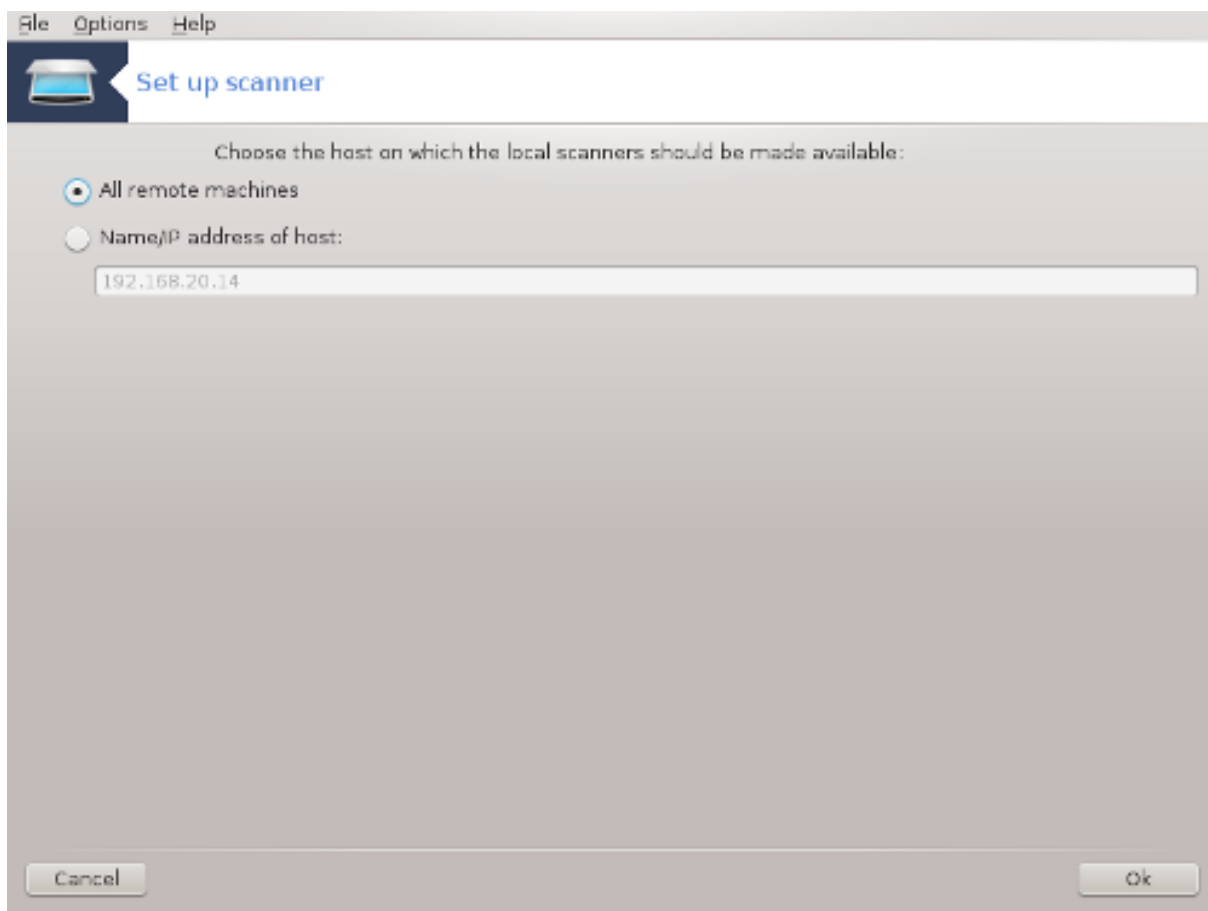 File Options Help
Set up scanner
Choose the host on which the local scanners should be made available:
All remote machines
Name/IP address of host:
192.168.20.14
Cancel Ok